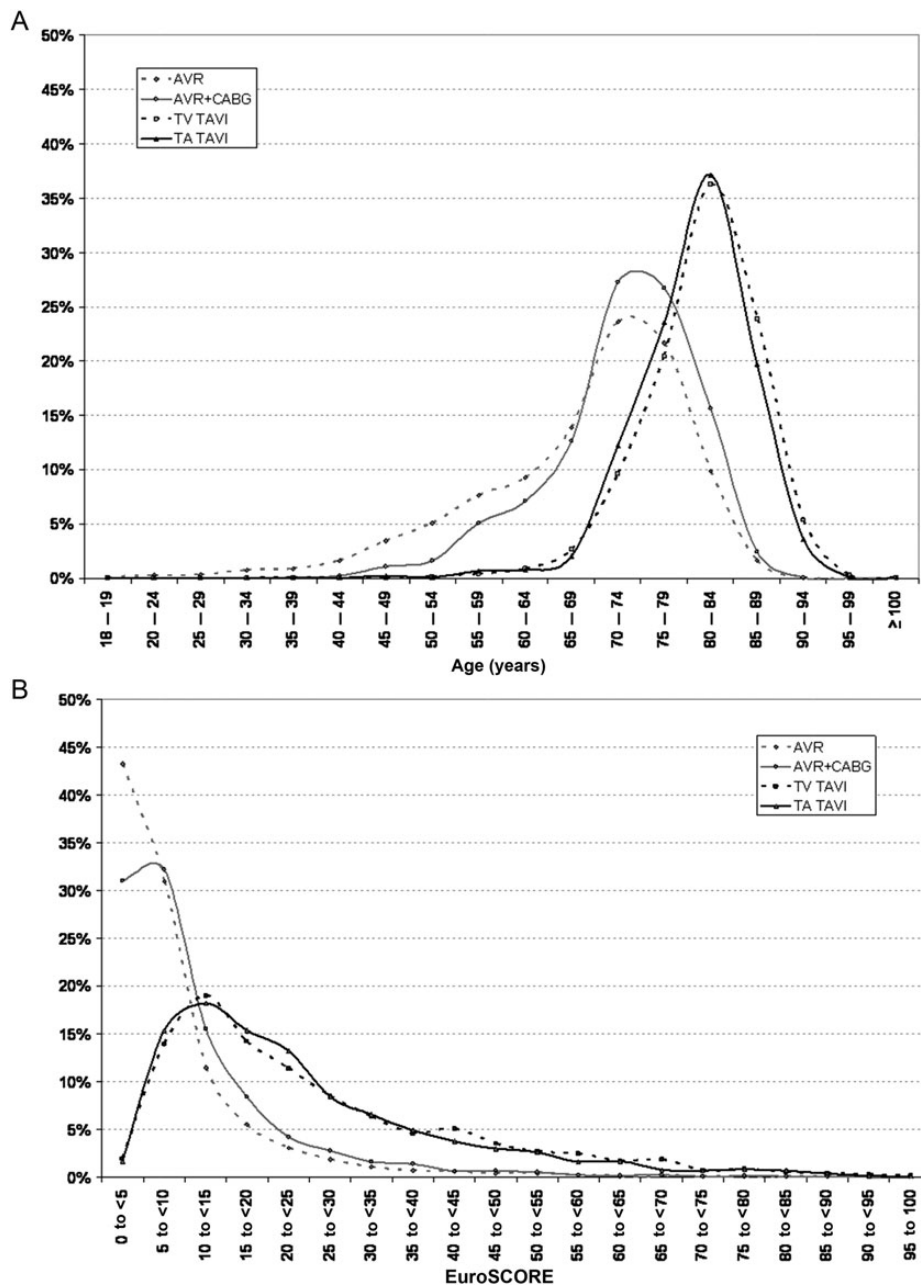 A
50%
45%
40%
35%
30%
25%
20%
15%
10%
5%
0%
AVR
AVR+CABG
TV TAVI
TA TAVI
18 – 19
20 – 24
25 – 29
30 – 34
35 – 39
40 – 44
45 – 49
50 – 54
55 – 59
60 – 64
65 – 69
70 – 74
75 – 79
80 – 84
85 – 89
90 – 94
95 – 99
≥ 100
Age (years)
B
50%
45%
40%
35%
30%
25%
20%
15%
10%
5%
0%
AVR
AVR+CABG
TV TAVI
TA TAVI
0 to <5
5 to <10
10 to <15
15 to <20
20 to <25
25 to <30
30 to <35
35 to <40
40 to <45
45 to <50
50 to <55
55 to <60
60 to <65
65 to <70
70 to <75
75 to <80
80 to <85
85 to <90
90 to <95
95 to 100
EuroSCORE